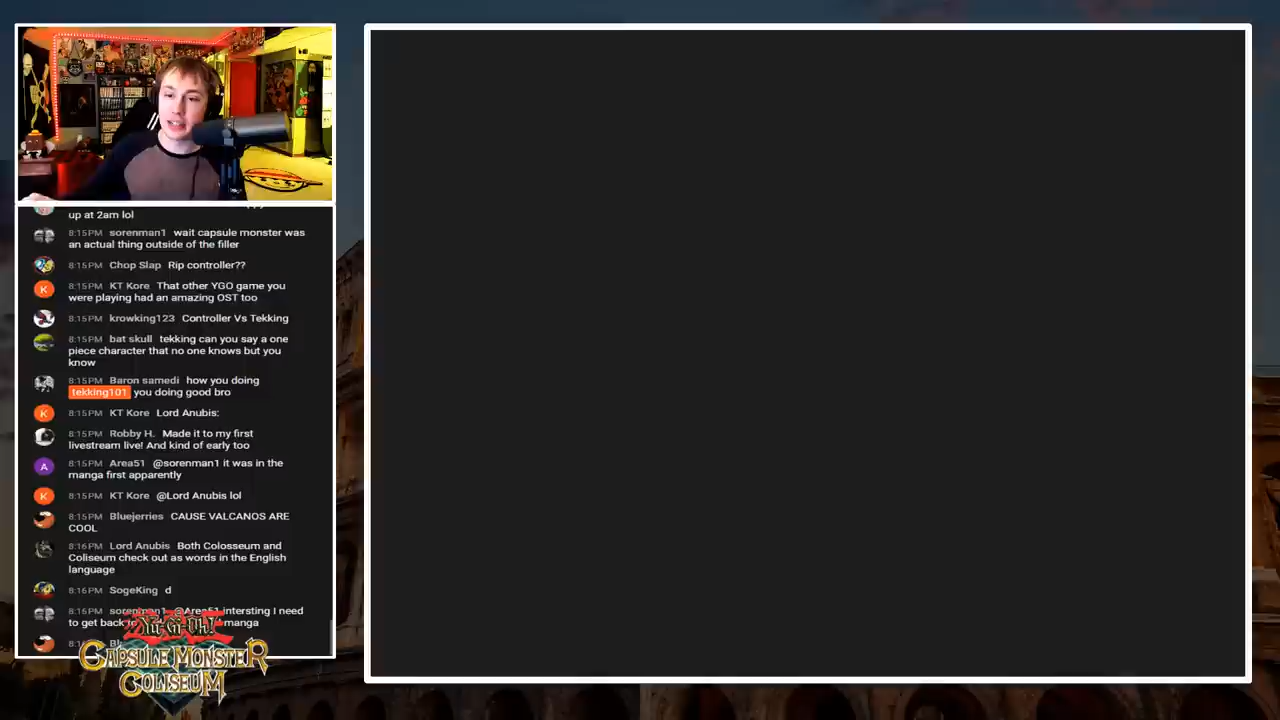 up at 2am lol
8:15PM sorenman1 wait capsule monster was
an actual thing outside of the filler
8:15PM Chop Slap Rip controller??
8:15PM KT Kore That other YGO game you
were playing had an amazing OST too
8:15PM krowking123 Controller Vs Tekking
8:15PM bat skull tekking can you say a one
piece character that no one knows but you
know
8:15PM Baron samedi how you doing
tekking101 you doing good bro
8:15PM KT Kore Lord Anubis:
8:15PM Robby H. Made it to my first
livestream live! And kind of early too
8:15PM Area51 @sorenman1 it was in the
manga first apparently
8:15PM KT Kore @Lord Anubis lol
8:15PM Bluejerries CAUSE VALCANOS ARE
COOL
8:16PM Lord Anubis Both Colosseum and
Coliseum check out as words in the English
language
8:16PM SogeKing d
8:16PM sorenman1 @Area51 intersting I need
to get back manga
Yu-Gi-Oh!
Capsule Monster
Coliseum